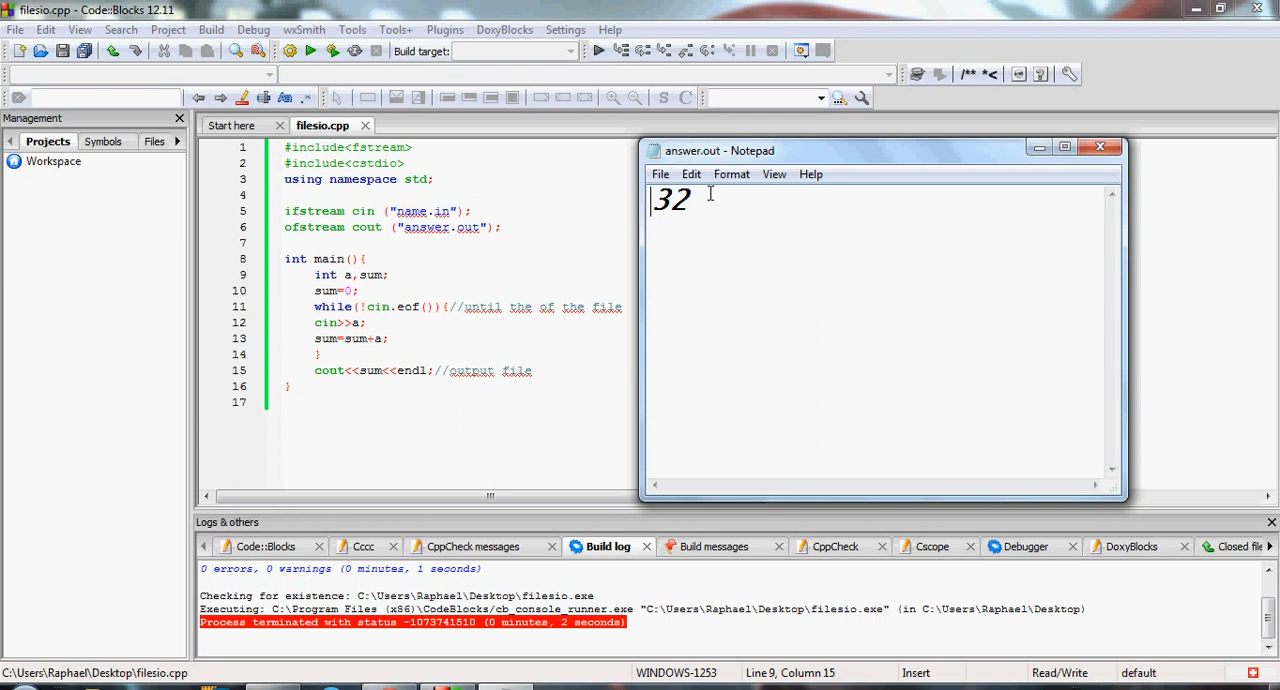 filesio.cpp - Code::Blocks 12.11
File Edit View Search Project Build Debug wxSmith Tools Tools+ Plugins DoxyBlocks Settings Help
Build target:
/** *<
S C
Management
Start here filesio.cpp
Projects Symbols Files
Workspace
1 #include<fstream>
2 #include<cstdio>
3 using namespace std;
4
5 ifstream cin ("name.in");
6 ofstream cout ("answer.out");
7
8 int main(){
9 int a,sum;
10 sum=0;
11 while(!cin.eof()){//until the of the file
12 cin>>a;
13 sum=sum+a;
14 }
15 cout<<sum<<endl;//output file
16 }
17
answer.out - Notepad
File Edit Format View Help
32
Logs & others
Code::Blocks Cccc CppCheck messages Build log Build messages CppCheck Cscope Debugger DoxyBlocks Closed file
0 errors, 0 warnings (0 minutes, 1 seconds)
Checking for existence: C:\Users\Raphael\Desktop\filesio.exe
Executing: C:\Program Files (x86)\CodeBlocks/cb_console_runner.exe "C:\Users\Raphael\Desktop\filesio.exe" (in C:\Users\Raphael\Desktop)
Process terminated with status -1073741510 (0 minutes, 2 seconds)
C:\Users\Raphael\Desktop\filesio.cpp WINDOWS-1253 Line 9, Column 15 Insert Read/Write default